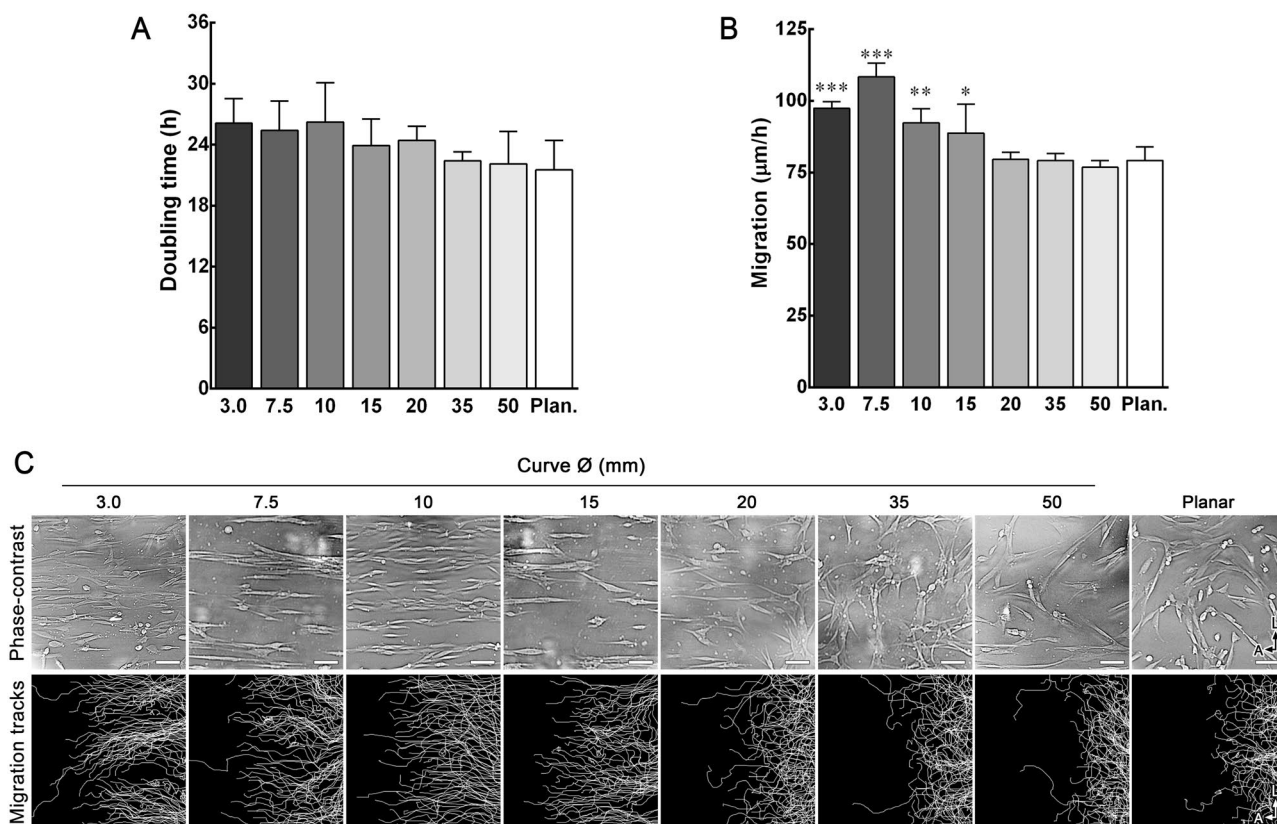 A
Doubling time (h)
36
30
24
18
12
6
0
3.0 7.5 10 15 20 35 50 Plan.
B
Migration (μm/h)
125
100
75
50
25
0
*** *** ** *
3.0 7.5 10 15 20 35 50 Plan.
C
Curve Ø (mm)
3.0 7.5 10 15 20 35 50 Planar
Phase-contrast
L
A
Migration tracks
L
A